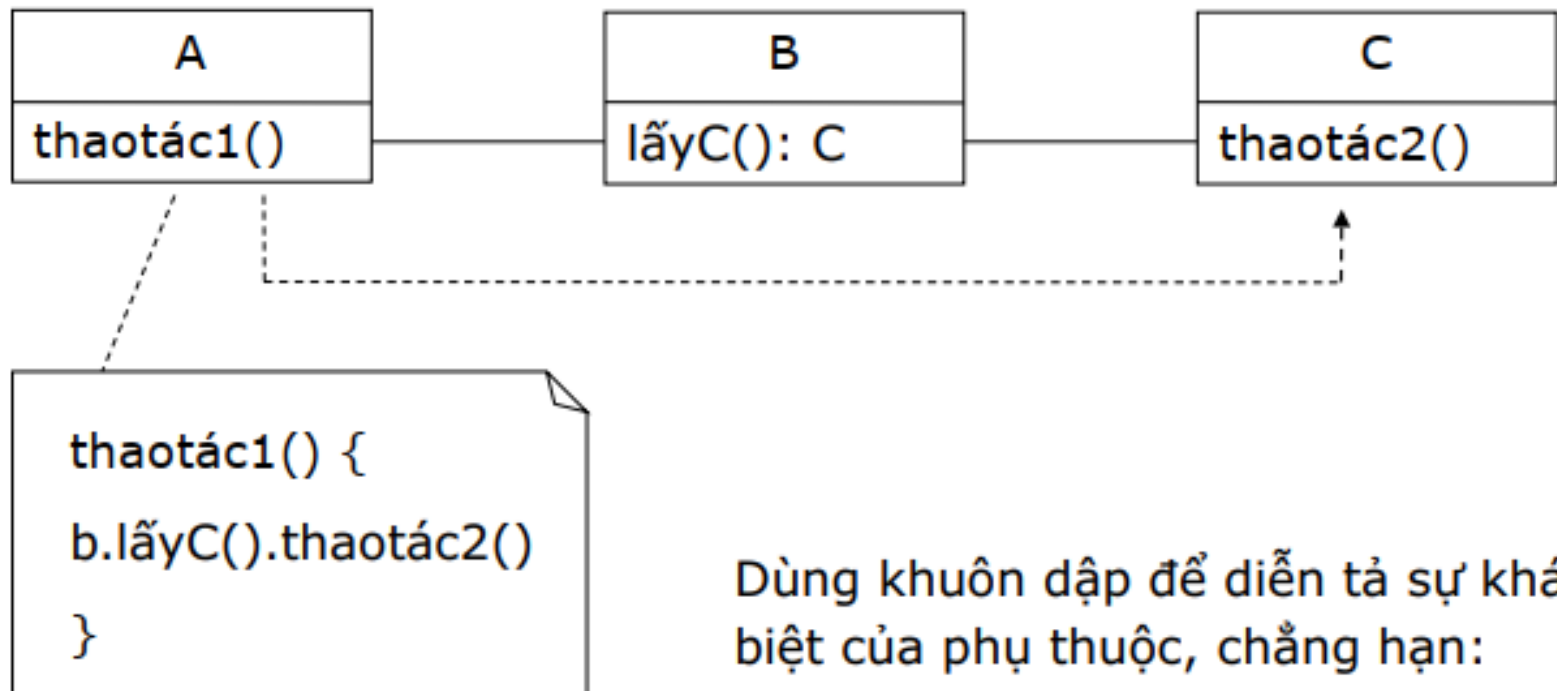 A
B
C
thaotác1()
lấyC(): C
thaotác2()
thaotác1() {
b.lấyC().thaotác2()
}
Dùng khuôn dập để diễn tả sự
biệt của phụ thuộc, chẳng hạn: